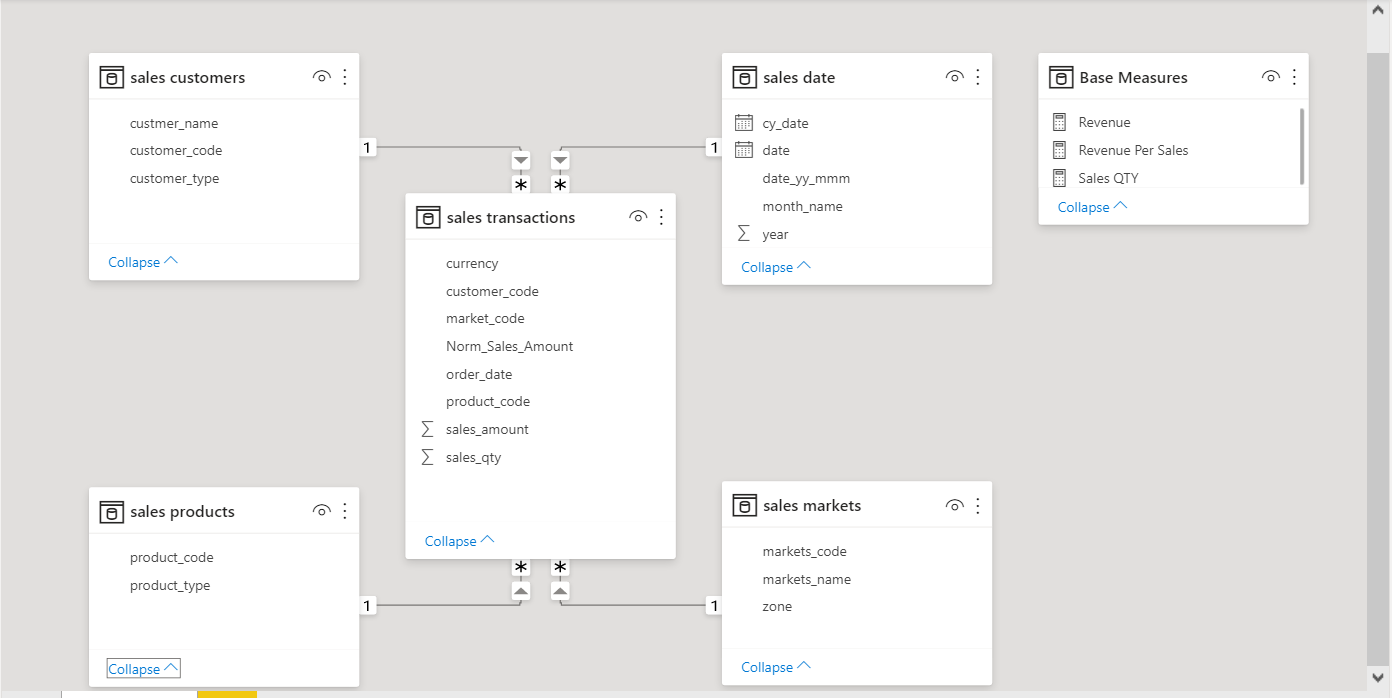 sales customers
custmer_name
customer_code
customer_type
Collapse
1
*
sales date
cy_date
date
date_yy_mmm
month_name
year
Collapse
1
*
Base Measures
Revenue
Revenue Per Sales
Sales QTY
Collapse
sales transactions
currency
customer_code
market_code
Norm_Sales_Amount
order_date
product_code
sales_amount
sales_qty
Collapse
sales products
product_code
product_type
Collapse
1
*
sales markets
markets_code
markets_name
zone
Collapse
1
*